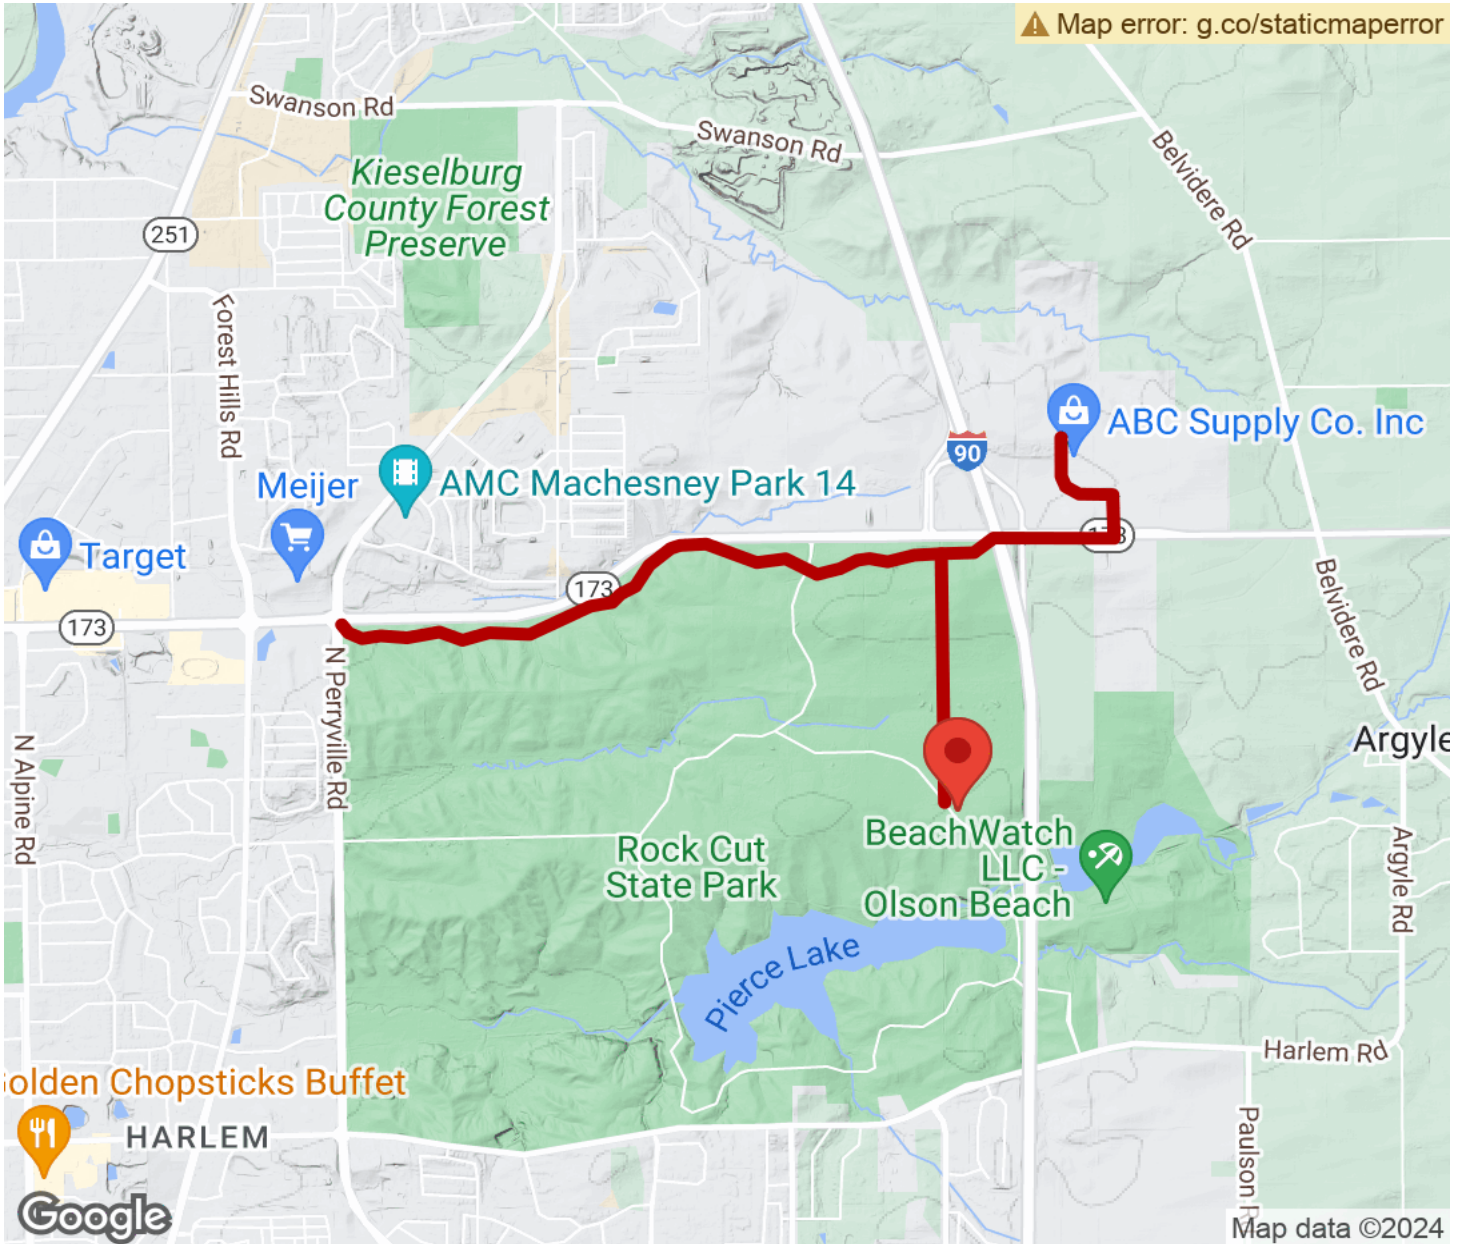 Map error: g.co/staticmaperror
Swanson Rd
Swanson Rd
Belvidere Rd
Kieselburg
County Forest
Preserve
251
Forest Hills Rd
90
ABC Supply Co. Inc
Meijer
AMC Machesney Park 14
Target
173
173
173
N Perryville Rd
Belvidere Rd
N Alpine Rd
Argyle
Rock Cut
State Park
BeachWatch
LLC -
Olson Beach
Argyle Rd
Pierce Lake
Harlem Rd
Golden Chopsticks Buffet
HARLEM
Paulson R
Google
Map data ©2024